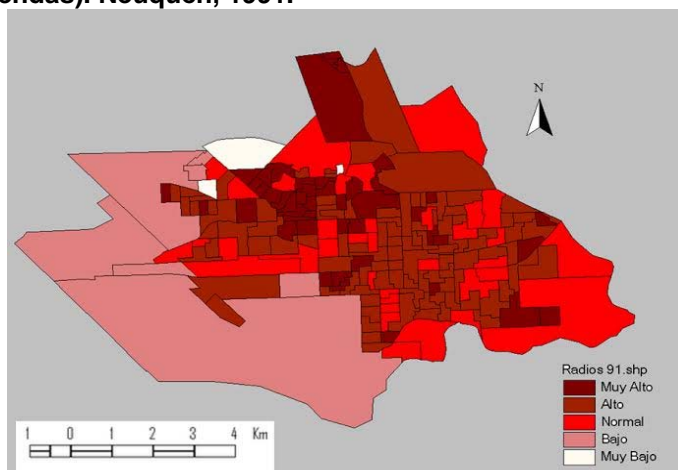 endas). Neuquén, 1991.
N
Radios 91.shp
Muy Alto
Alto
Normal
Bajo
Muy Bajo
1 0 1 2 3 4 Km